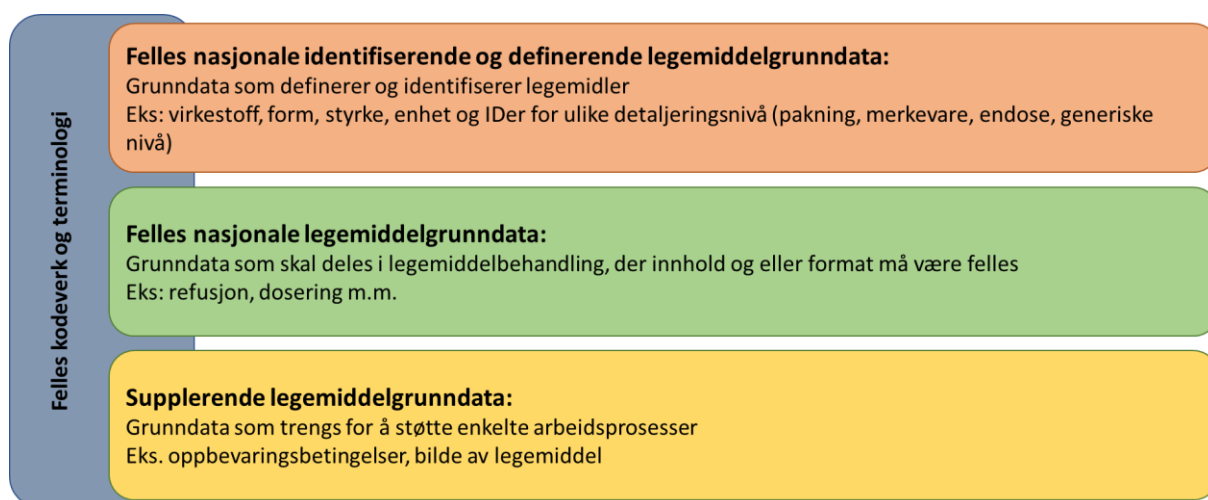 Felles kodeverk og terminologi
Felles nasjonale identifiserende og definerende legemiddelgrunndata:
Grunndata som definerer og identifiserer legemidler
Eks: virkestoff, form, styrke, enhet og IDer for ulike detaljeringsnivå (pakning, merkevare, endose, generiske
nivå)
Felles nasjonale legemiddelgrunndata:
Grunndata som skal deles i legemiddelbehandling, der innhold og eller format må være felles
Eks: refusjon, dosering m.m.
Supplerende legemiddelgrunndata:
Grunndata som trengs for å støtte enkelte arbeidsprosesser
Eks. oppbevaringsbetingelser, bilde av legemiddel